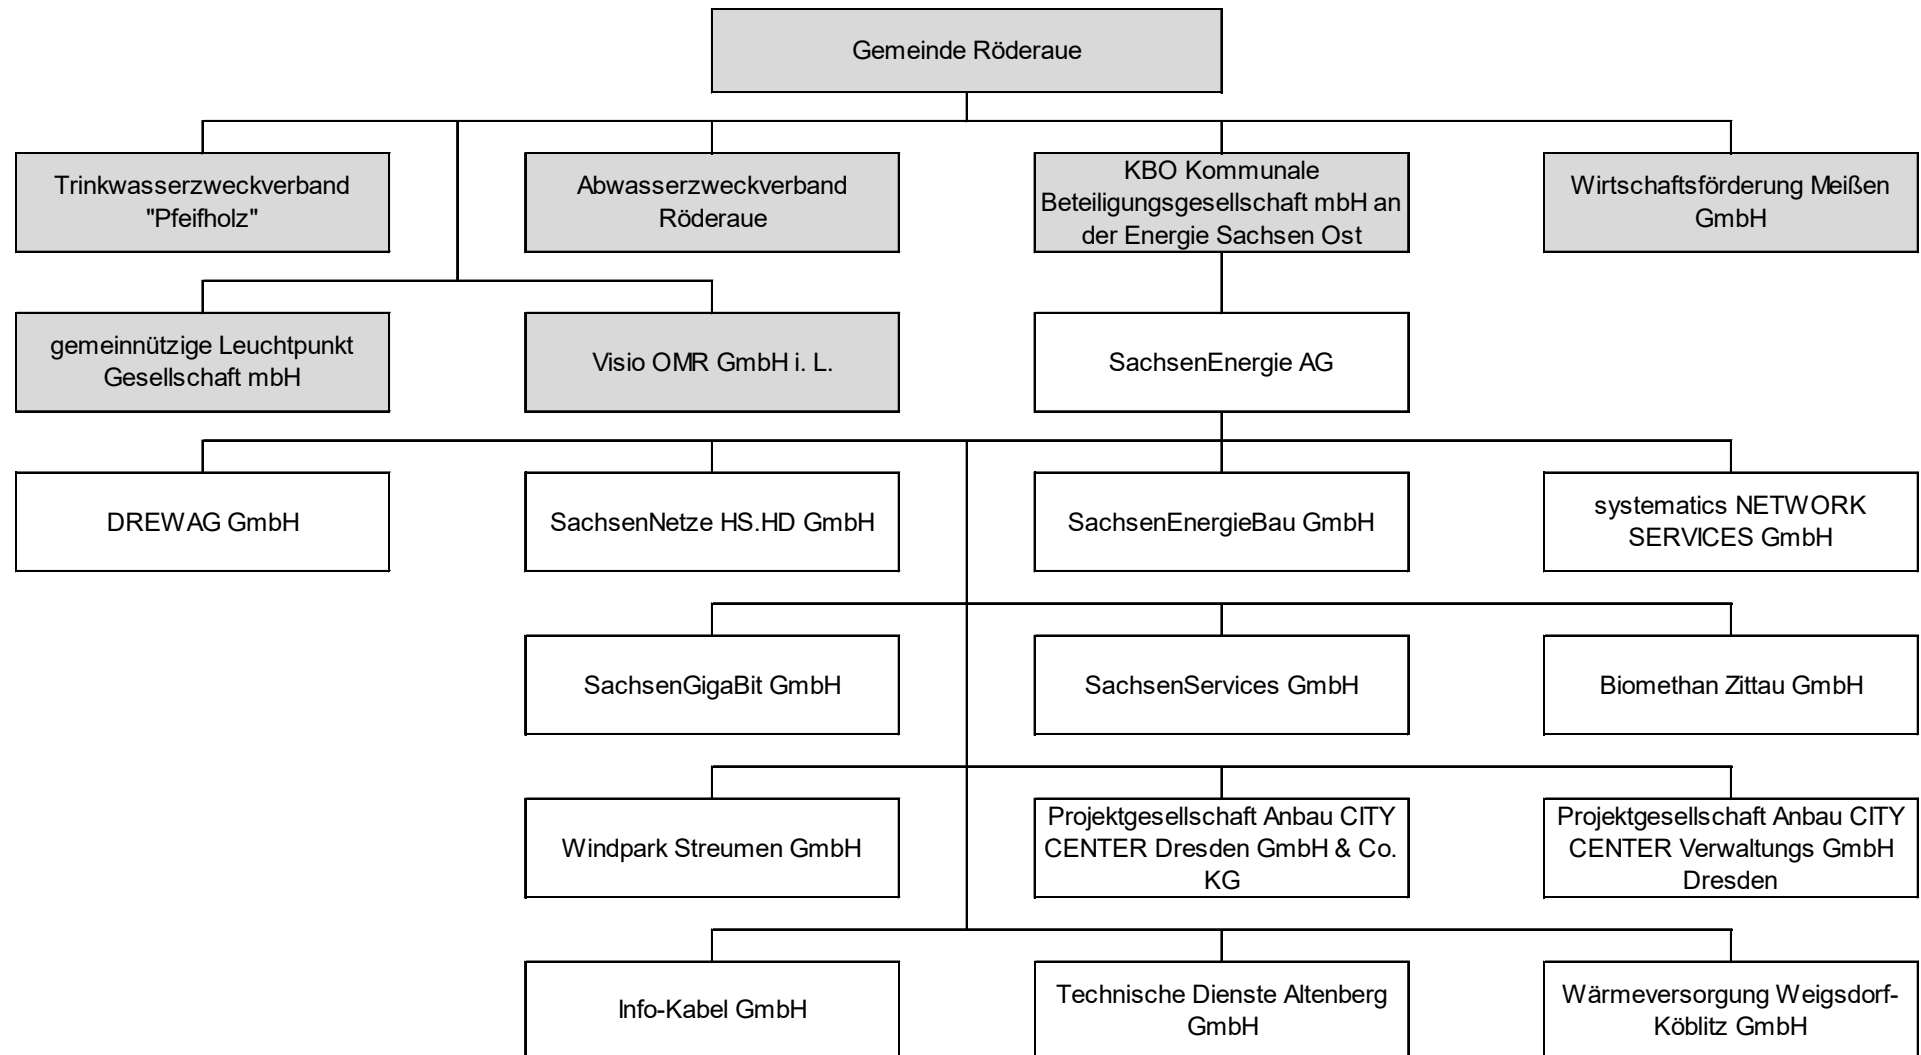 Gemeinde Röderaue
Trinkwasserzweckverband
"Pfeifholz"
Abwasserzweckverband
Röderaue
KBO Kommunale
Beteiligungsgesellschaft mbH an
der Energie Sachsen Ost
Wirtschaftsförderung Meißen
GmbH
gemeinnützige Leuchtpunkt
Gesellschaft mbH
Visio OMR GmbH i. L.
SachsenEnergie AG
DREWAG GmbH
SachsenNetze HS.HD GmbH
SachsenEnergieBau GmbH
systematics NETWORK
SERVICES GmbH
SachsenGigaBit GmbH
SachsenServices GmbH
Biomethan Zittau GmbH
Windpark Streumen GmbH
Projektgesellschaft Anbau CITY
CENTER Dresden GmbH & Co.
KG
Projektgesellschaft Anbau CITY
CENTER Verwaltungs GmbH
Dresden
Info-Kabel GmbH
Technische Dienste Altenberg
GmbH
Wärmeversorgung Weigsdorf-
Köblitz GmbH